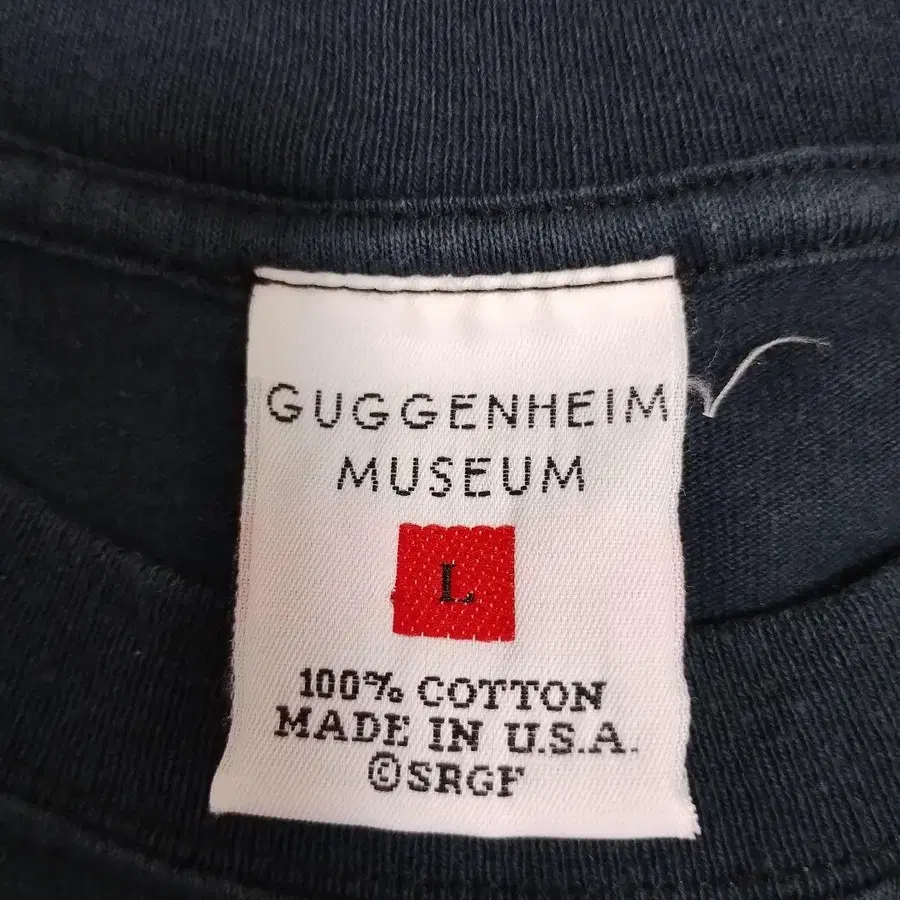 GUGGENHEIM
MUSEUM
L
100% COTTON
MADE IN U.S.A.
©SRGF